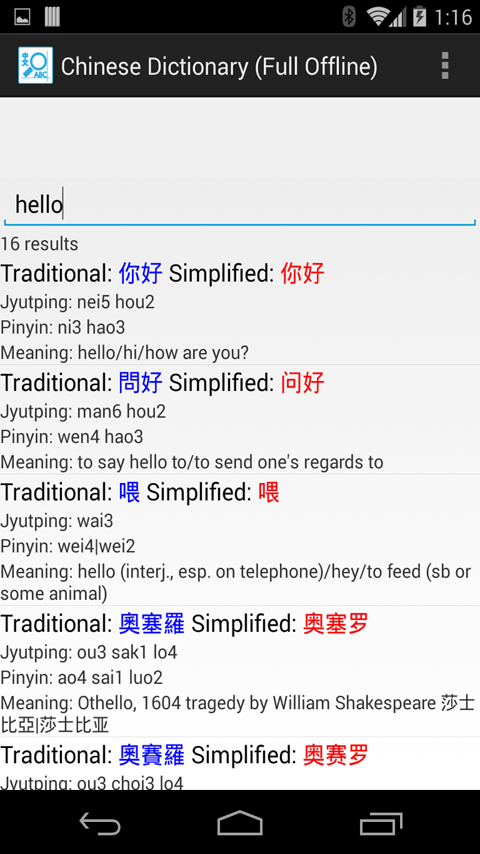 1:16
Chinese Dictionary (Full Offline)
hello
16 results
Traditional: 你好 Simplified: 你好
Jyutping: nei5 hou2
Pinyin: ni3 hao3
Meaning: hello/hi/how are you?
Traditional: 問好 Simplified: 问好
Jyutping: man6 hou2
Pinyin: wen4 hao3
Meaning: to say hello to/to send one's regards to
Traditional: 喂 Simplified: 喂
Jyutping: wai3
Pinyin: wei4|wei2
Meaning: hello (interj., esp. on telephone)/hey/to feed (sb or
some animal)
Traditional: 奧塞羅 Simplified: 奥塞罗
Jyutping: ou3 sak1 lo4
Pinyin: ao4 sai1 luo2
Meaning: Othello, 1604 tragedy by William Shakespeare 莎士
比亞|莎士比亚
Traditional: 奧賽羅 Simplified: 奥赛罗
Jyutping: ou3 choi3 lo4